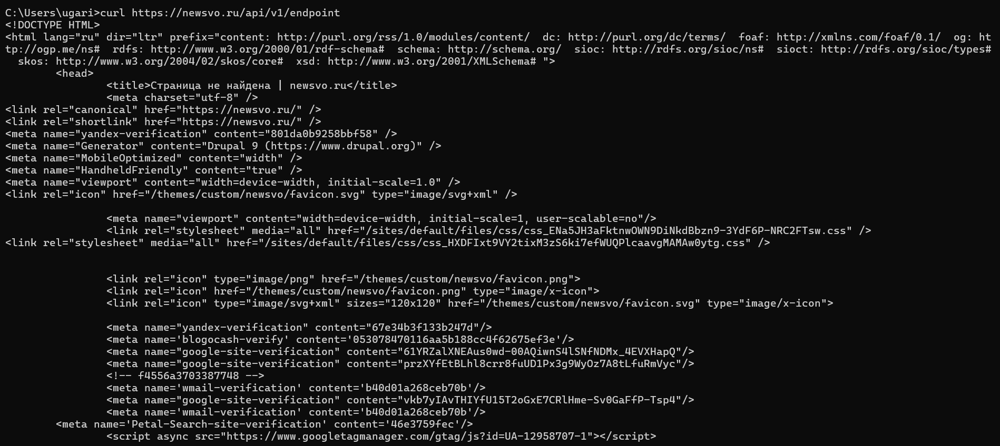 C:\Users\ugari>curl https://newsvo.ru/api/v1/endpoint
<!DOCTYPE HTML>
<html lang="ru" dir="ltr" prefix="content: http://purl.org/rss/1.0/modules/content/  dc: http://purl.org/dc/terms/  foaf: http://xmlns.com/foaf/0.1/  og: ht
tp://ogp.me/ns#  rdfs: http://www.w3.org/2000/01/rdf-schema#  schema: http://schema.org/  sioc: http://rdfs.org/sioc/ns#  sioct: http://rdfs.org/sioc/types#
  skos: http://www.w3.org/2004/02/skos/core#  xsd: http://www.w3.org/2001/XMLSchema# ">
        <head>
                <title>Страница не найдена | newsvo.ru</title>
                <meta charset="utf-8" />
<link rel="canonical" href="https://newsvo.ru/" />
<link rel="shortlink" href="https://newsvo.ru/" />
<meta name="yandex-verification" content="801da0b9258bbf58" />
<meta name="Generator" content="Drupal 9 (https://www.drupal.org)" />
<meta name="MobileOptimized" content="width" />
<meta name="HandheldFriendly" content="true" />
<meta name="viewport" content="width=device-width, initial-scale=1.0" />
<link rel="icon" href="/themes/custom/newsvo/favicon.svg" type="image/svg+xml" />
                <meta name="viewport" content="width=device-width, initial-scale=1, user-scalable=no"/>
                <link rel="stylesheet" media="all" href="/sites/default/files/css/css_ENa5JH3aFktnwOWN9DiNkdBbzn9-3YdF6P-NRC2FTsw.css" />
<link rel="stylesheet" media="all" href="/sites/default/files/css/css_HXDFIxt9VY2tixM3zS6ki7efWUQPlcaavgMAMAw0ytg.css" />
                <link rel="icon" type="image/png" href="/themes/custom/newsvo/favicon.png">
                <link rel="icon" href="/themes/custom/newsvo/favicon.png" type="image/x-icon">
                <link rel="icon" type="image/svg+xml" sizes="120x120" href="/themes/custom/newsvo/favicon.svg" type="image/x-icon">
                <meta name="yandex-verification" content="67e34b3f133b247d"/>
                <meta name='blogocash-verify' content='053078470116aa5b188cc4f62675ef3e'/>
                <meta name="google-site-verification" content="61YRZalXNEAus0wd-00AQiwnS4lSNfNDMx_4EVXHapQ"/>
                <meta name="google-site-verification" content="przXYfEtBLhl8crr8fuUD1Px3g9WyOz7A8tLfuRmVyc"/>
                <!-- f4556a3703387748 -->
                <meta name='wmail-verification' content='b40d01a268ceb70b'/>
                <meta name="google-site-verification" content="vkb7yIAvTHIYfU15T2oGxE7CRlHme-Sv0GaFfP-Tsp4"/>
                <meta name='wmail-verification' content='b40d01a268ceb70b'/>
        <meta name='Petal-Search-site-verification' content='46e3759fec'/>
                <script async src="https://www.googletagmanager.com/gtag/js?id=UA-12958707-1"></script>